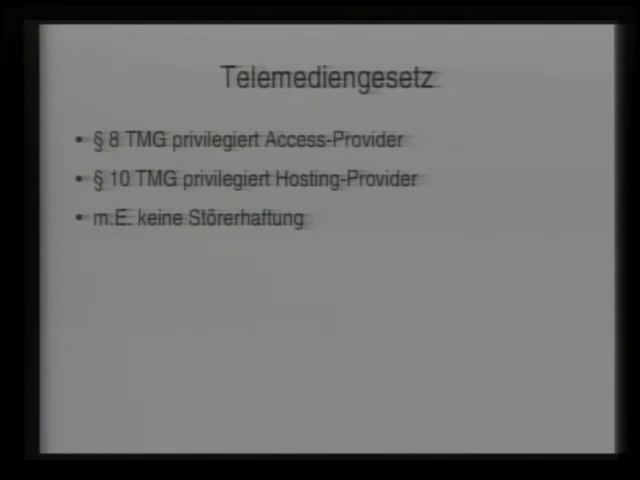 Telemediengesetz
• § 8 TMG privilegiert Access-Provider
• § 10 TMG privilegiert Hosting-Provider
• m.E. keine Störerhaftung